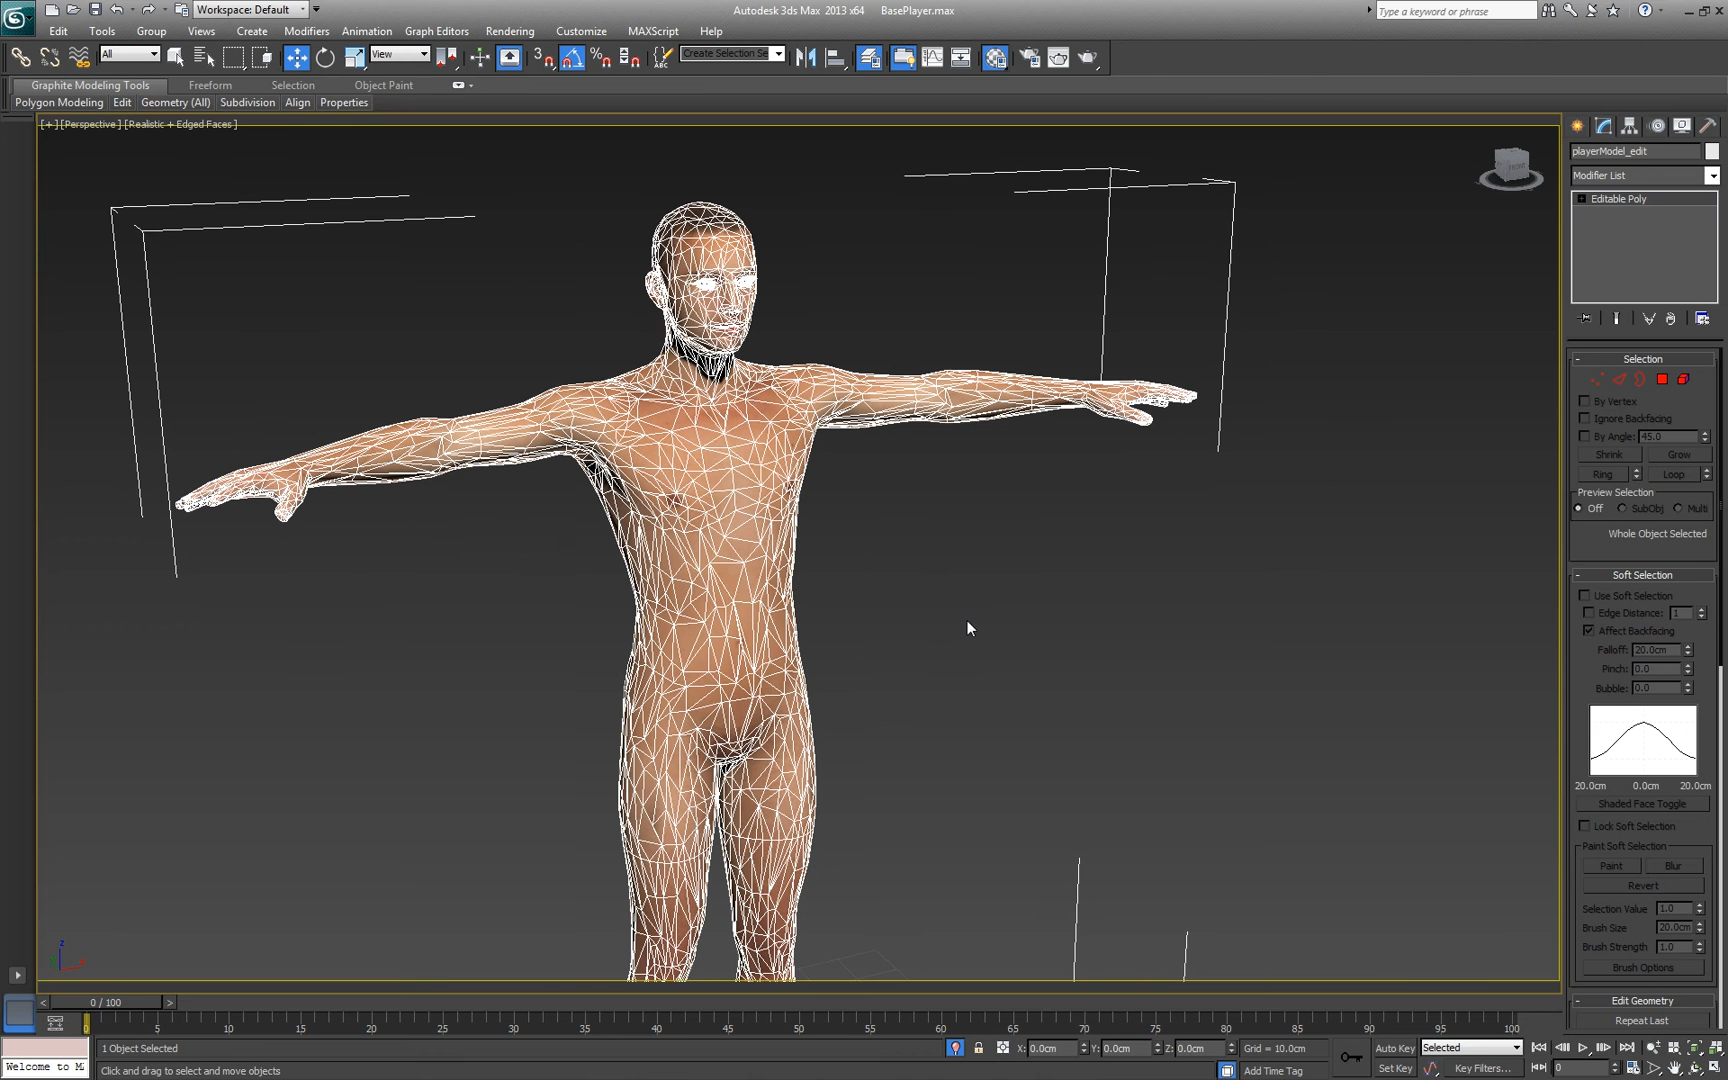 Workspace: Default
Autodesk 3ds Max 2013 x64 BasePlayer.max
Type a keyword or phrase
Edit Tools Group Views Create Modifiers Animation Graph Editors Rendering Customize MAXScript Help
All View Create Selection Se
Graphite Modeling Tools Freeform Selection Object Paint
Polygon Modeling Edit Geometry (All) Subdivision Align Properties
[+] [Perspective] [Realistic + Edged Faces]
FRONT
playerModel_edit
Modifier List
Editable Poly
Selection
By Vertex
Ignore Backfacing
By Angle: 45.0
Shrink Grow
Ring Loop
Preview Selection
Off SubObj Multi
Whole Object Selected
Soft Selection
Use Soft Selection
Edge Distance: 1
Affect Backfacing
Falloff: 20.0cm
Pinch: 0.0
Bubble: 0.0
20.0cm 0.0cm 20.0cm
Shaded Face Toggle
Lock Soft Selection
Paint Soft Selection
Paint Blur
Revert
Selection Value 1.0
Brush Size 20.0cm
Brush Strength 1.0
Brush Options
Edit Geometry
Repeat Last
z
< 0 / 100 >
0 5 10 15 20 25 30 35 40 45 50 55 60 65 70 75 80 85 90 95 100
1 Object Selected X: 0.0cm Y: 0.0cm Z: 0.0cm Grid = 10.0cm Auto Key Selected
Welcome to M Click and drag to select and move objects Add Time Tag Set Key Key Filters... 0